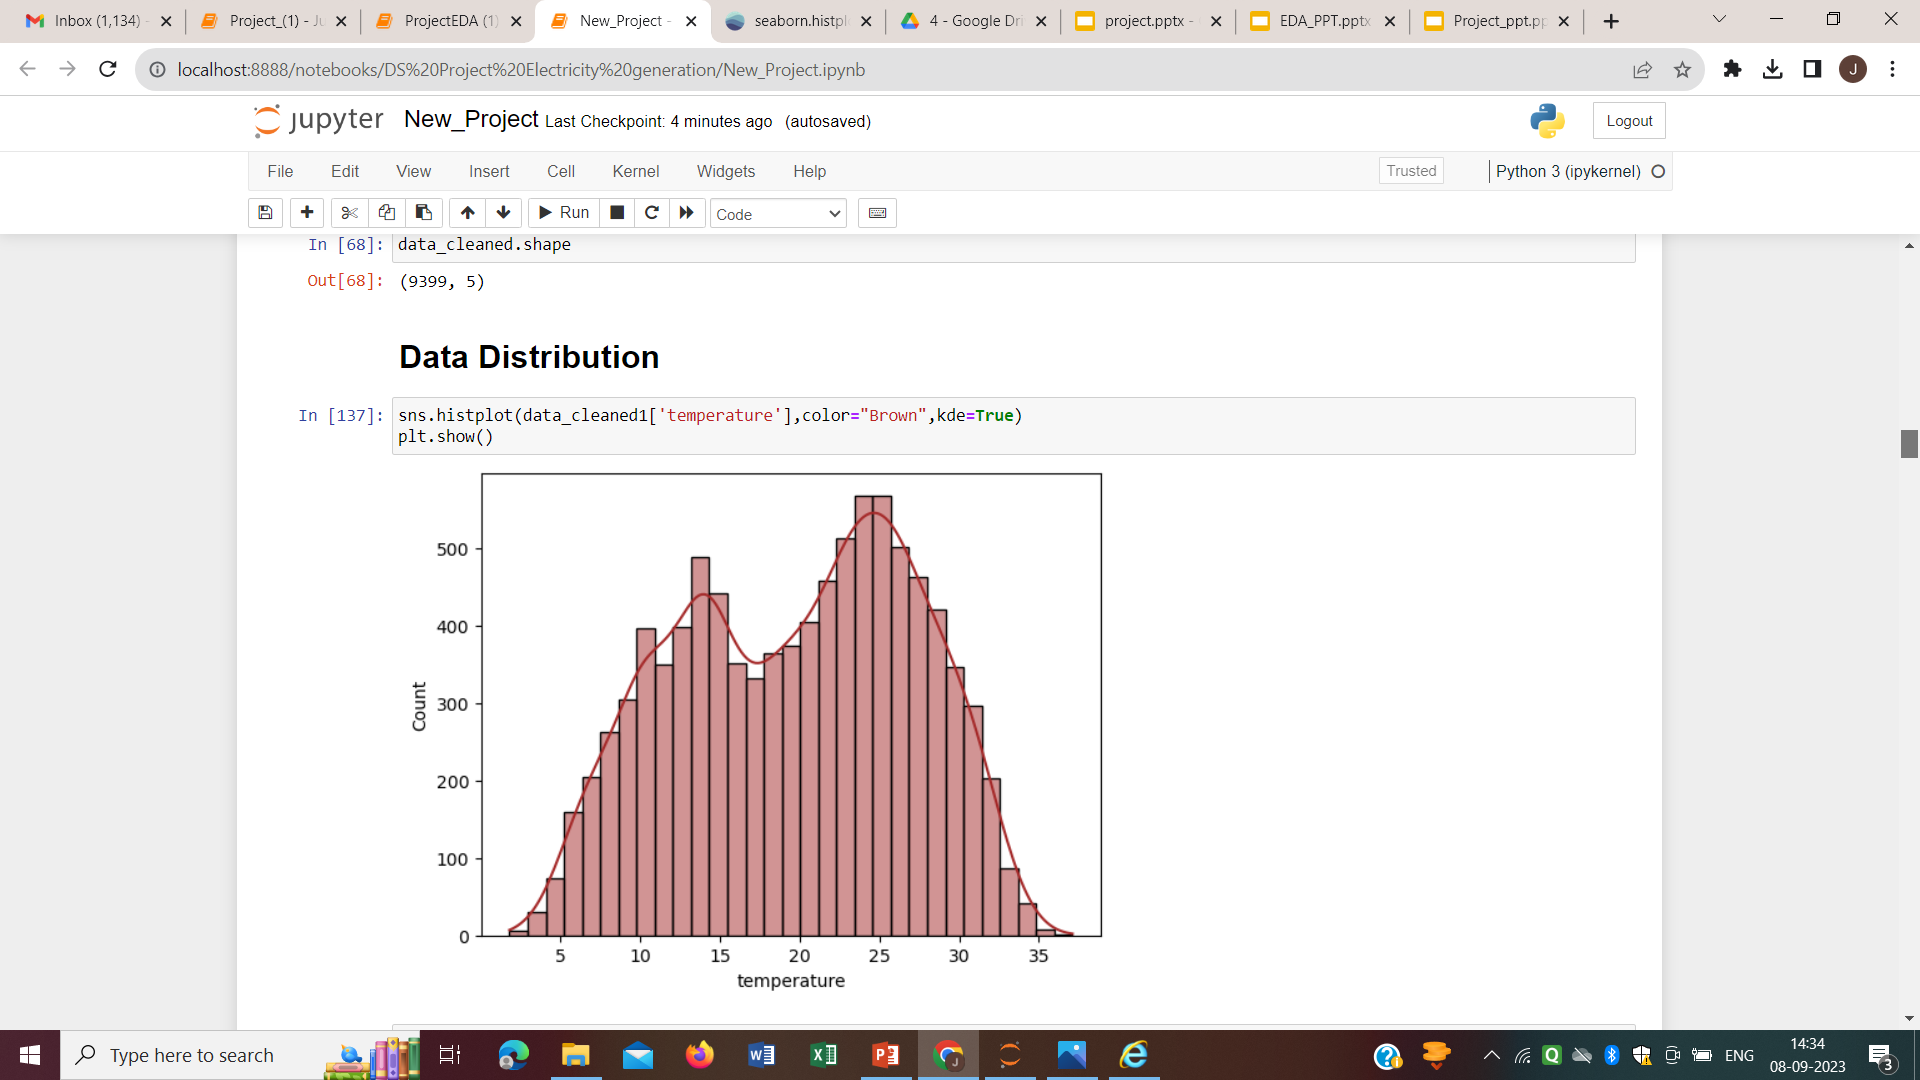 Inbox (1,134) -
Project_(1) - Ju
ProjectEDA (1)
New_Project -
seaborn.histpl
4 - Google Dri
project.pptx -
EDA_PPT.pptx
Project_ppt.pp
localhost:8888/notebooks/DS%20Project%20Electricity%20generation/New_Project.ipynb
J
jupyter New_Project Last Checkpoint: 4 minutes ago (autosaved)
Logout
File Edit View Insert Cell Kernel Widgets Help
Trusted
Python 3 (ipykernel)
Run
Code
In [68]: data_cleaned.shape
Out[68]: (9399, 5)
Data Distribution
In [137]: sns.histplot(data_cleaned1['temperature'],color="Brown",kde=True)
plt.show()
500
400
300
200
100
0
Count
5 10 15 20 25 30 35
temperature
Type here to search
ENG
14:34
08-09-2023
3